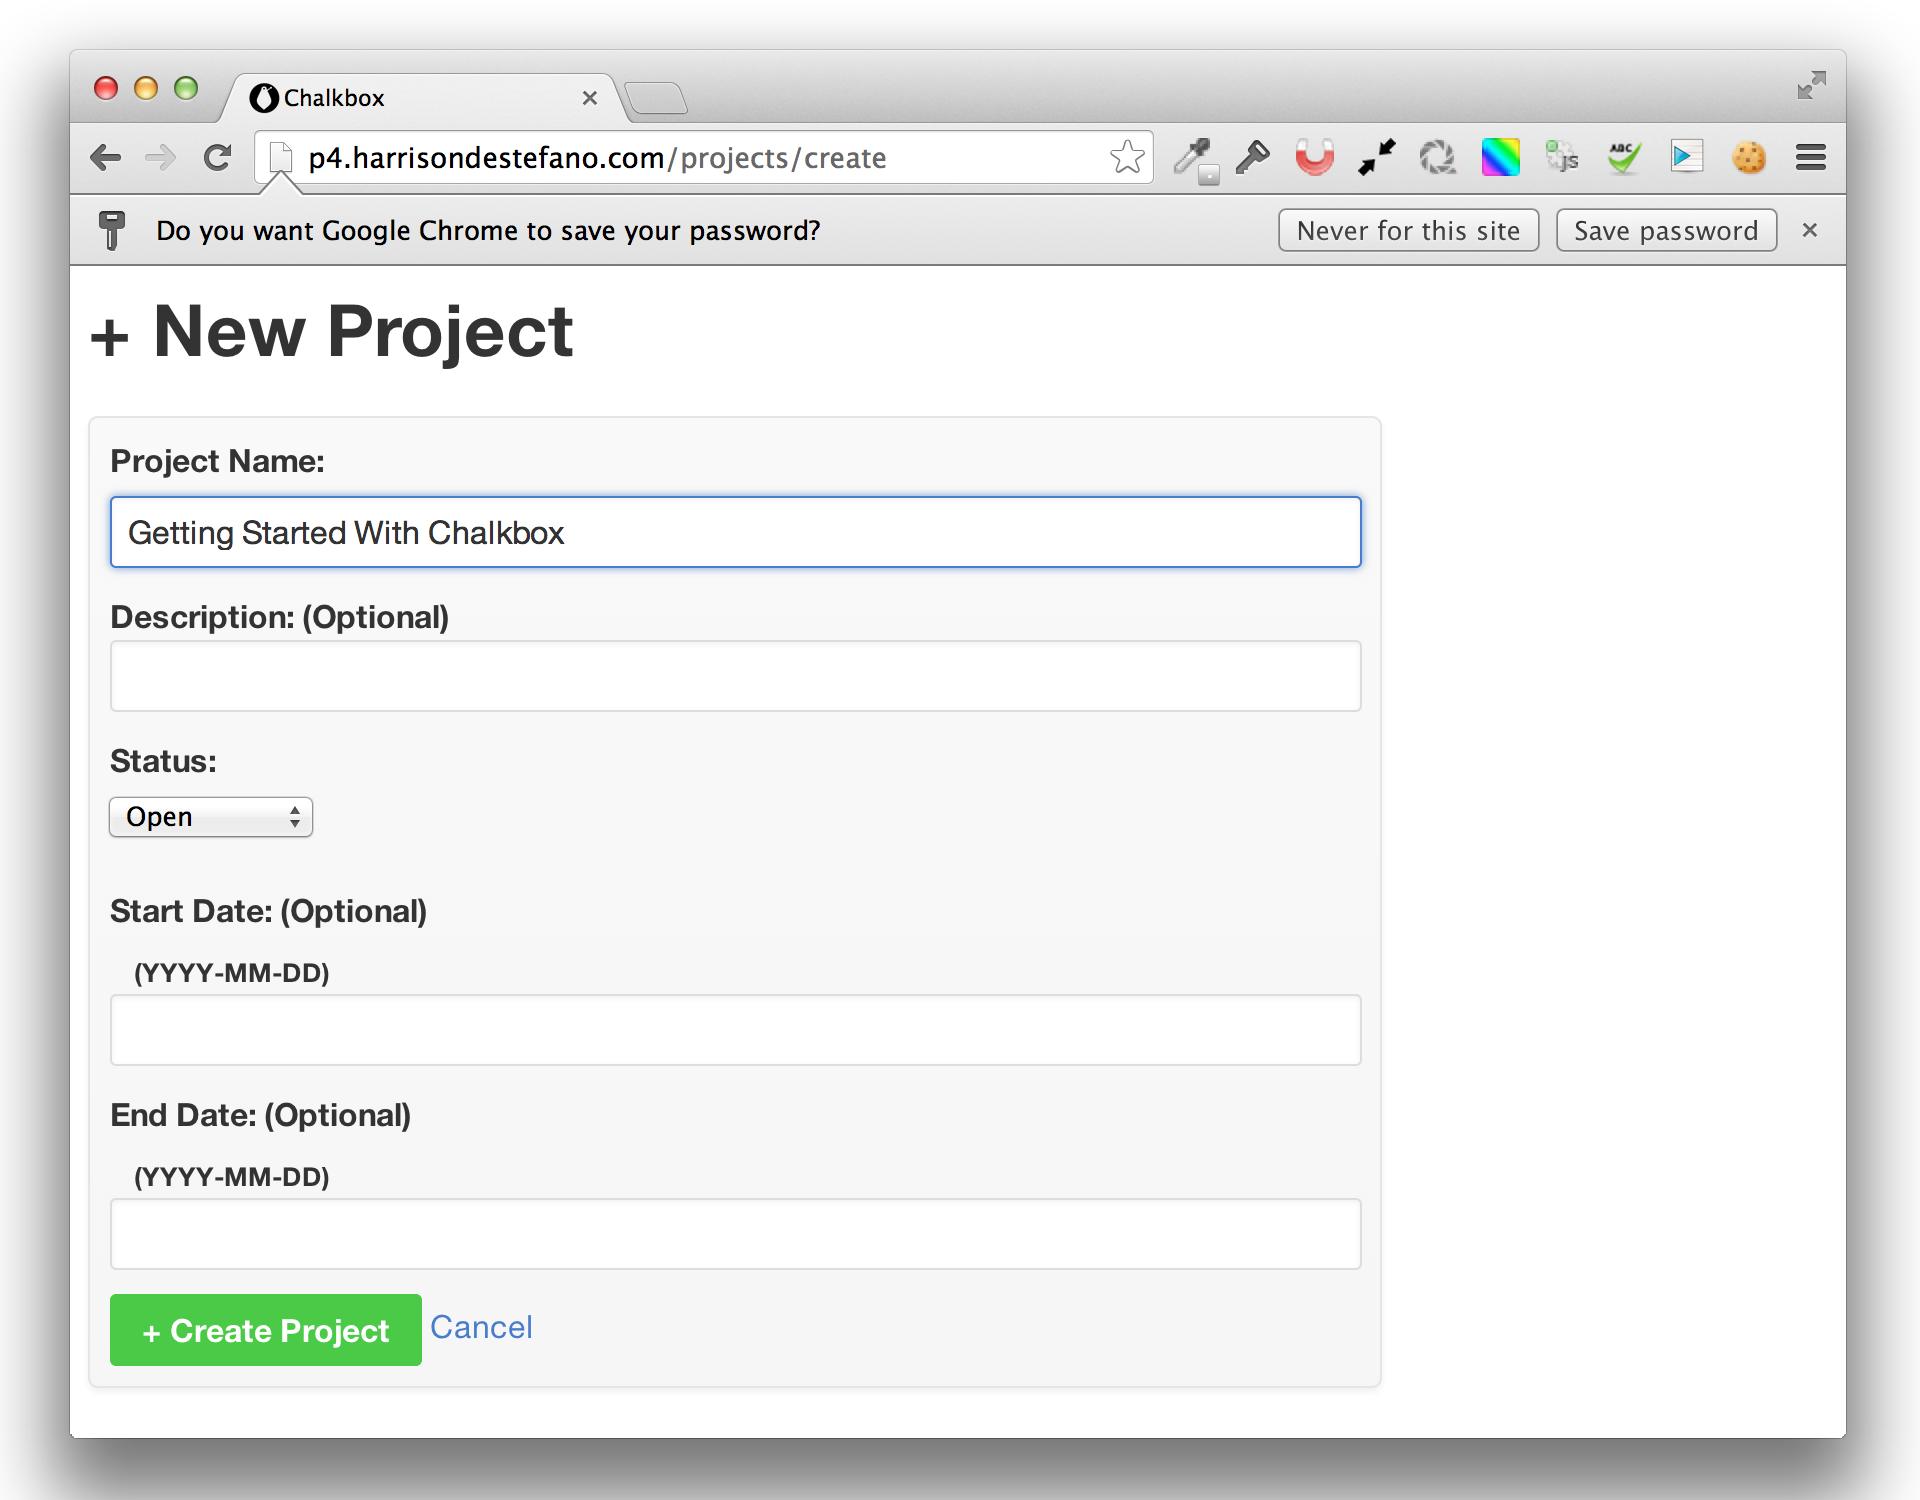 Chalkbox
p4.harrisondestefano.com/projects/create
ABC
JS
Do you want Google Chrome to save your password?
Never for this site
Save password
+ New Project
Project Name:
Getting Started With Chalkbox
Description: (Optional)
Status:
Open
Start Date: (Optional)
(YYYY-MM-DD)
End Date: (Optional)
(YYYY-MM-DD)
+ Create Project
Cancel